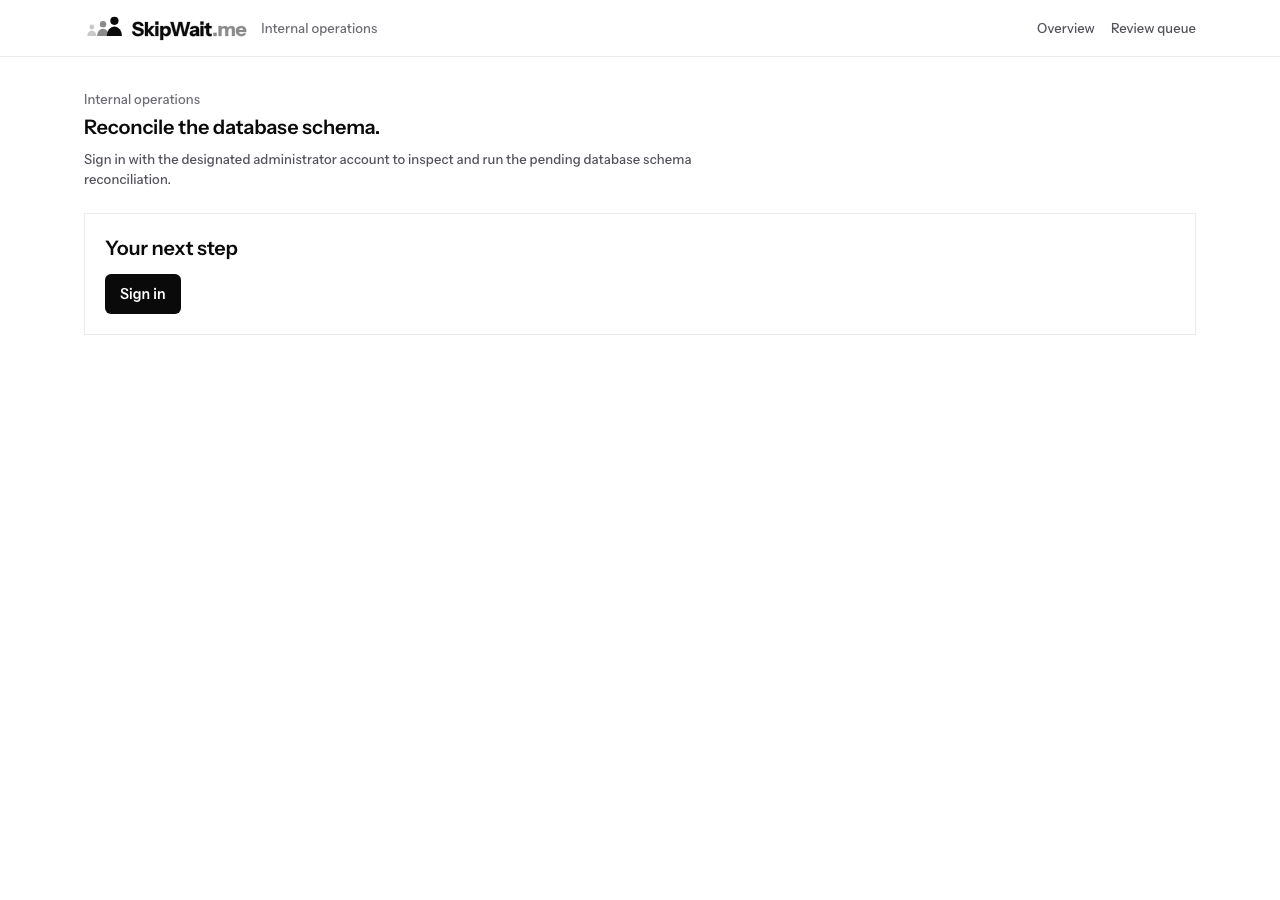 SkipWait.me Internal operations Overview Review queue
Internal operations
Reconcile the database schema.
Sign in with the designated administrator account to inspect and run the pending database schema
reconciliation.
Your next step
Sign in